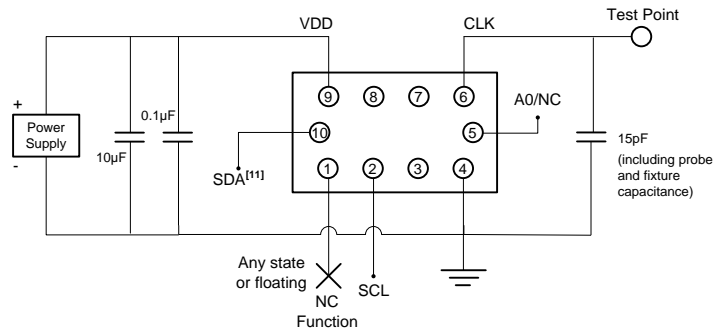 VDD
CLK
Test Point
9
8
7
6
A0/NC
+
Power
Supply
-
10µF
0.1µF
10
5
15pF
(including probe
and fixture
capacitance)
SDA[11]
1
2
3
4
Any state
or floating
NC
Function
SCL